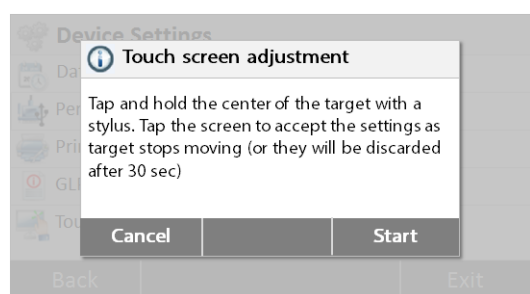 Device Settings
Touch screen adjustment
Tap and hold the center of the target with a
stylus. Tap the screen to accept the settings as
target stops moving (or they will be discarded
after 30 sec)
Cancel
Start
Back
Exit